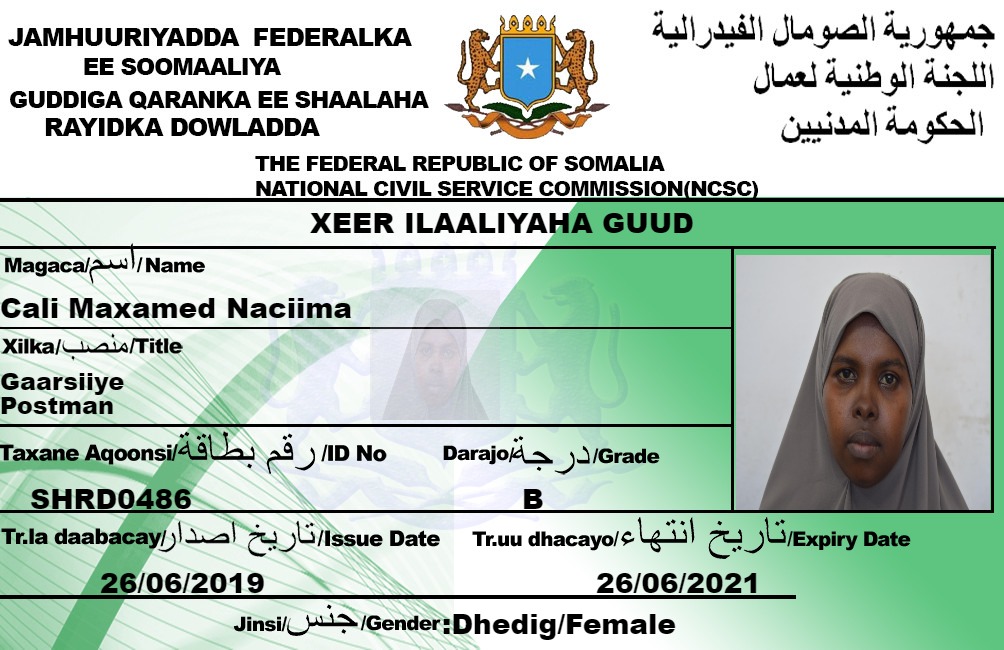 JAMHUURIYADDA FEDERALKA
EE SOOMAALIYA
GUDDIGA QARANKA EE SHAALAHA
RAYIDKA DOWLADDA
جمهورية الصومال الفيدرالية
اللجنة الوطنية لعمال
الحكومة المدنيين
THE FEDERAL REPUBLIC OF SOMALIA
NATIONAL CIVIL SERVICE COMMISSION(NCSC)
XEER ILAALIYAHA GUUD
Magaca/اسم/Name
Cali Maxamed Naciima
Xilka/منصب/Title
Gaarsiiye
Postman
Taxane Aqoonsi/رقم بطاقة/ID No
SHRD0486
Darajo/درجة/Grade
B
Tr.la daabacay/تاريخ اصدار/Issue Date
26/06/2019
Tr.uu dhacayo/تاريخ انتهاء/Expiry Date
26/06/2021
Jinsi/جنس/Gender:Dhedig/Female